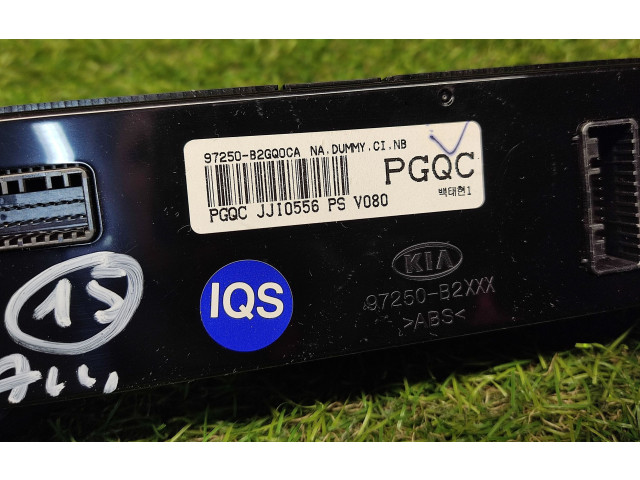 97250-B2GQ0CA NA.DUMMY.CI.NB
PGQC JJI0556 PS V080
PGQC
백태현1
KIA
97250-B2XXX
>ABS<
IQS
15